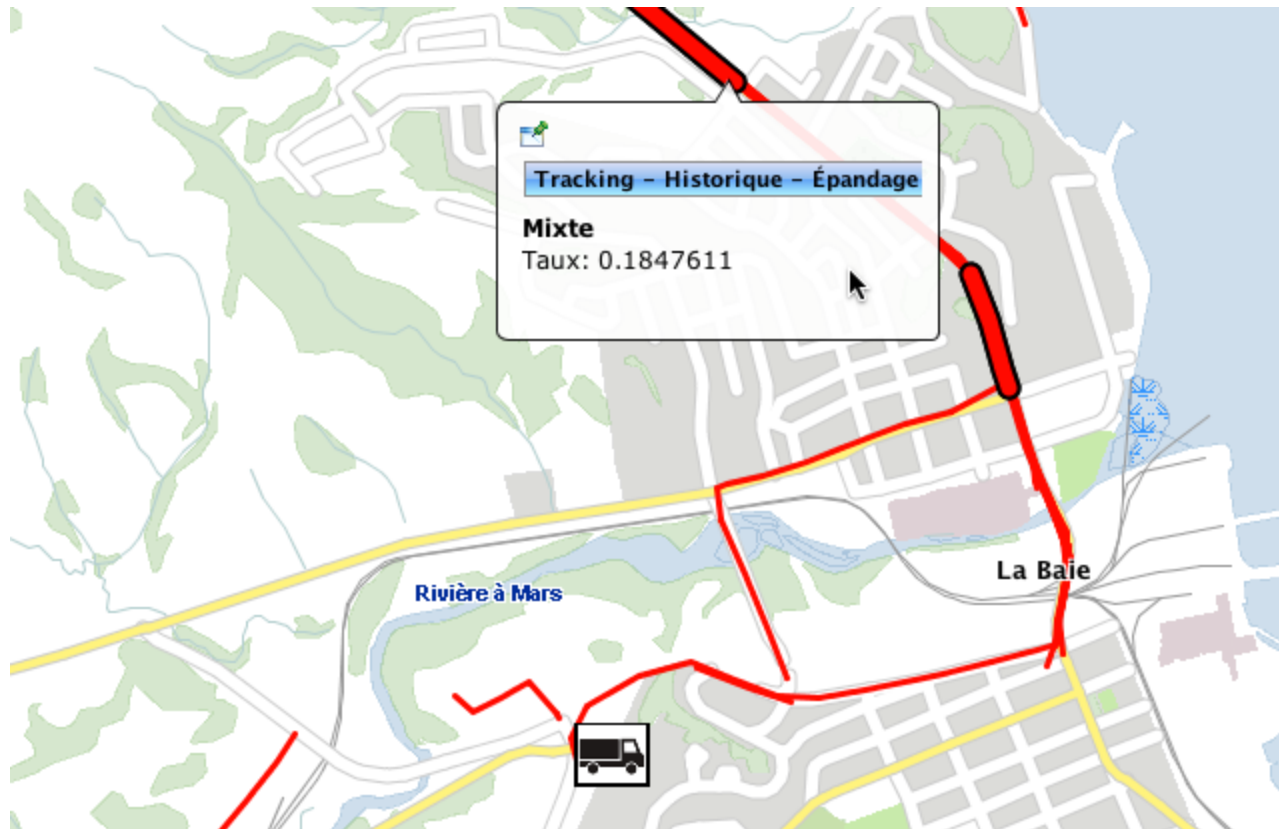 Tracking – Historique – Épandage
Mixte
Taux: 0.1847611
La Baie
Rivière à Mars